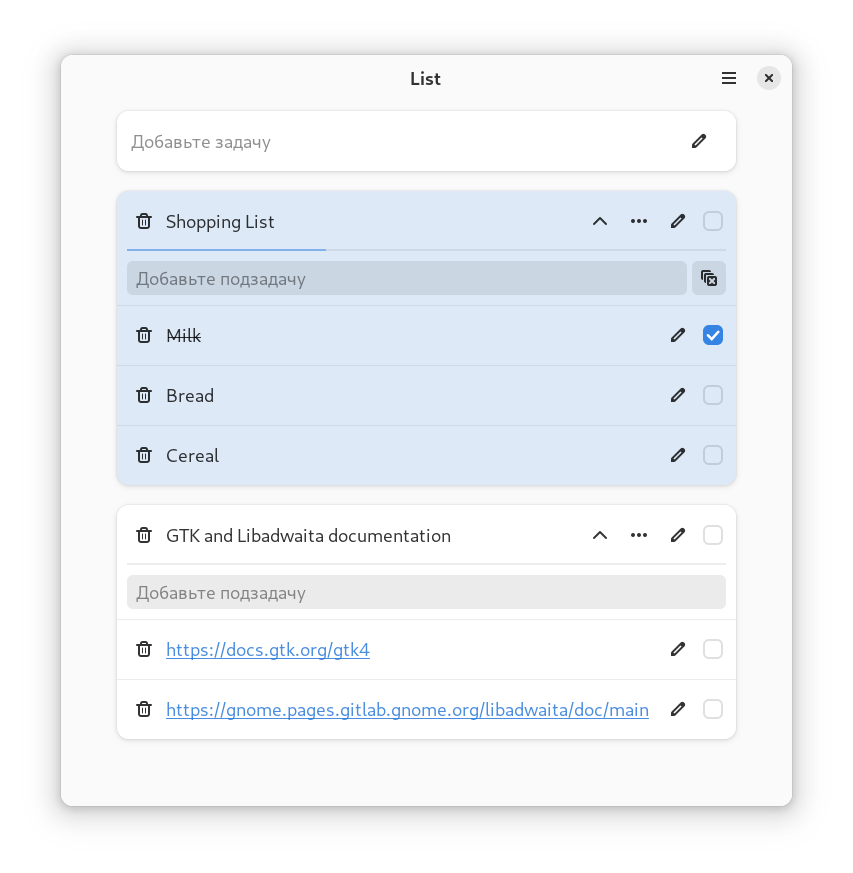 List
Добавьте задачу
Shopping List
Добавьте подзадачу
Milk
Bread
Cereal
GTK and Libadwaita documentation
Добавьте подзадачу
https://docs.gtk.org/gtk4
https://gnome.pages.gitlab.gnome.org/libadwaita/doc/main